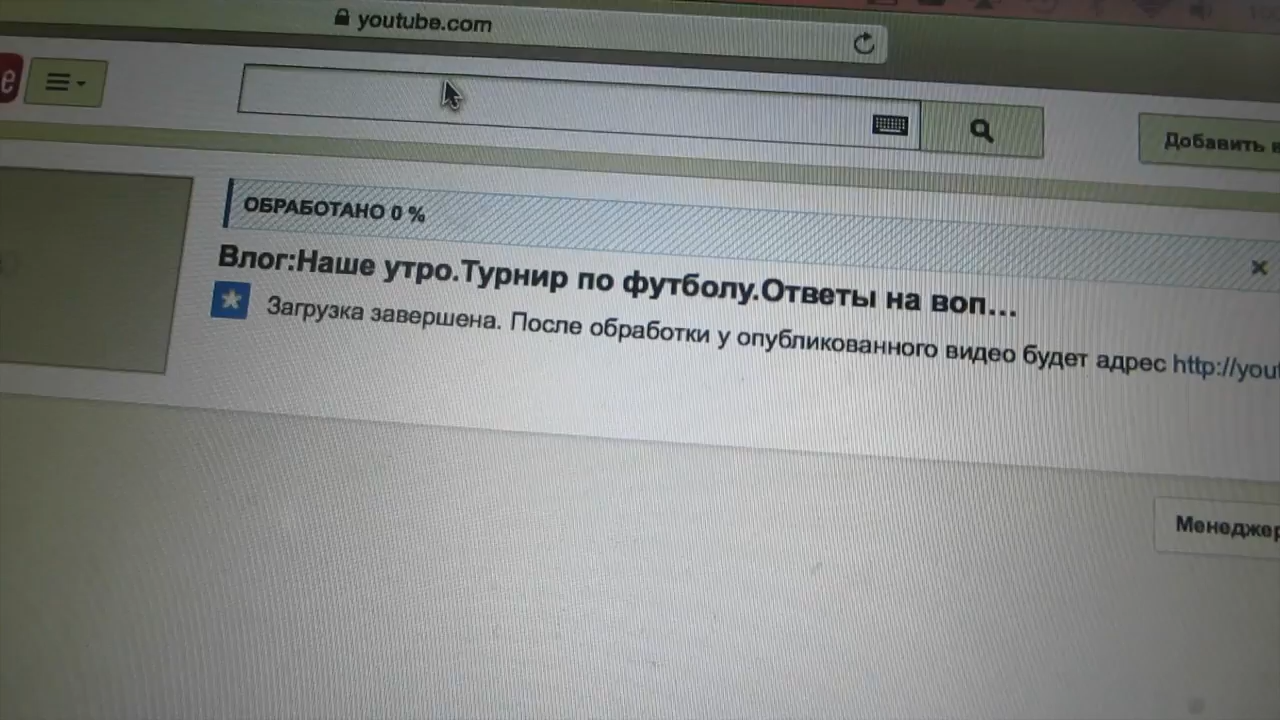 youtube.com
Добавить в
ОБРАБОТАНО 0 %
Влог:Наше утро.Турнир по футболу.Ответы на воп...
Загрузка завершена. После обработки у опубликованного видео будет адрес http://you
Менеджер